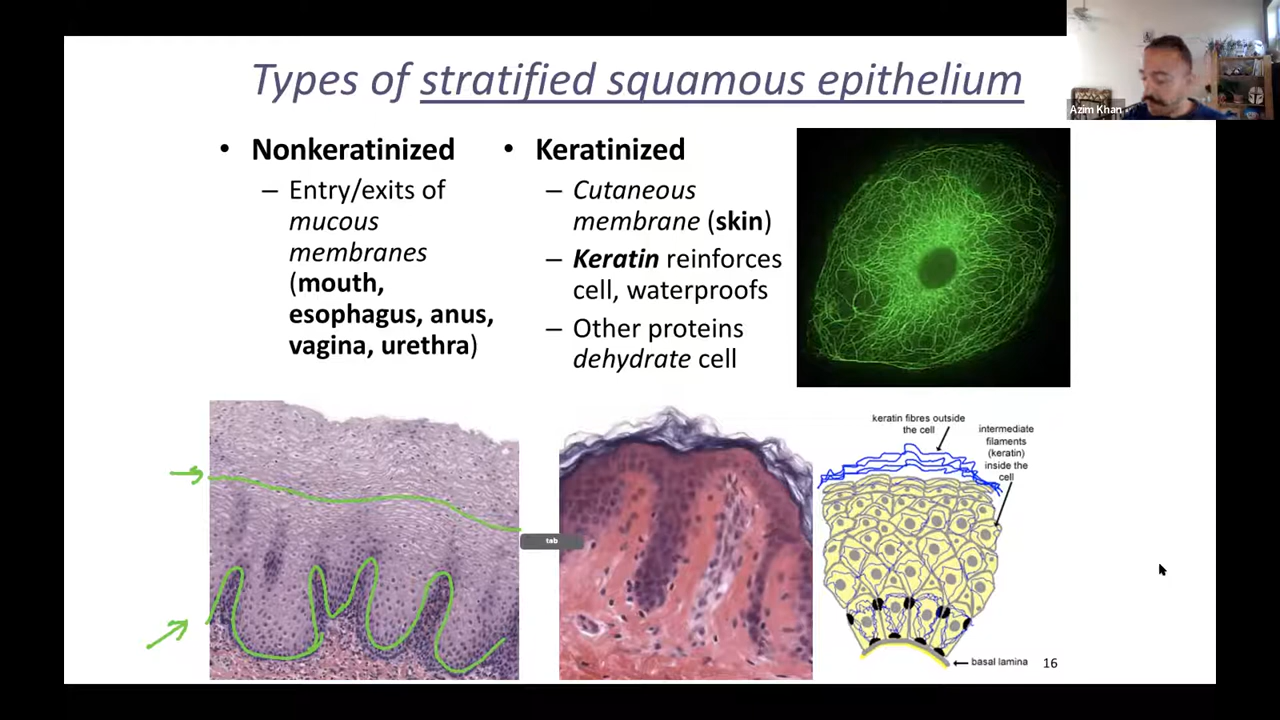 Types of stratified squamous epithelium
Azim Khan
• Nonkeratinized
– Entry/exits of
mucous
membranes
(mouth,
esophagus, anus,
vagina, urethra)
• Keratinized
– Cutaneous
membrane (skin)
– Keratin reinforces
cell, waterproofs
– Other proteins
dehydrate cell
tab
keratin fibres outside
the cell
intermediate
filaments
(keratin)
inside the
cell
basal lamina
16